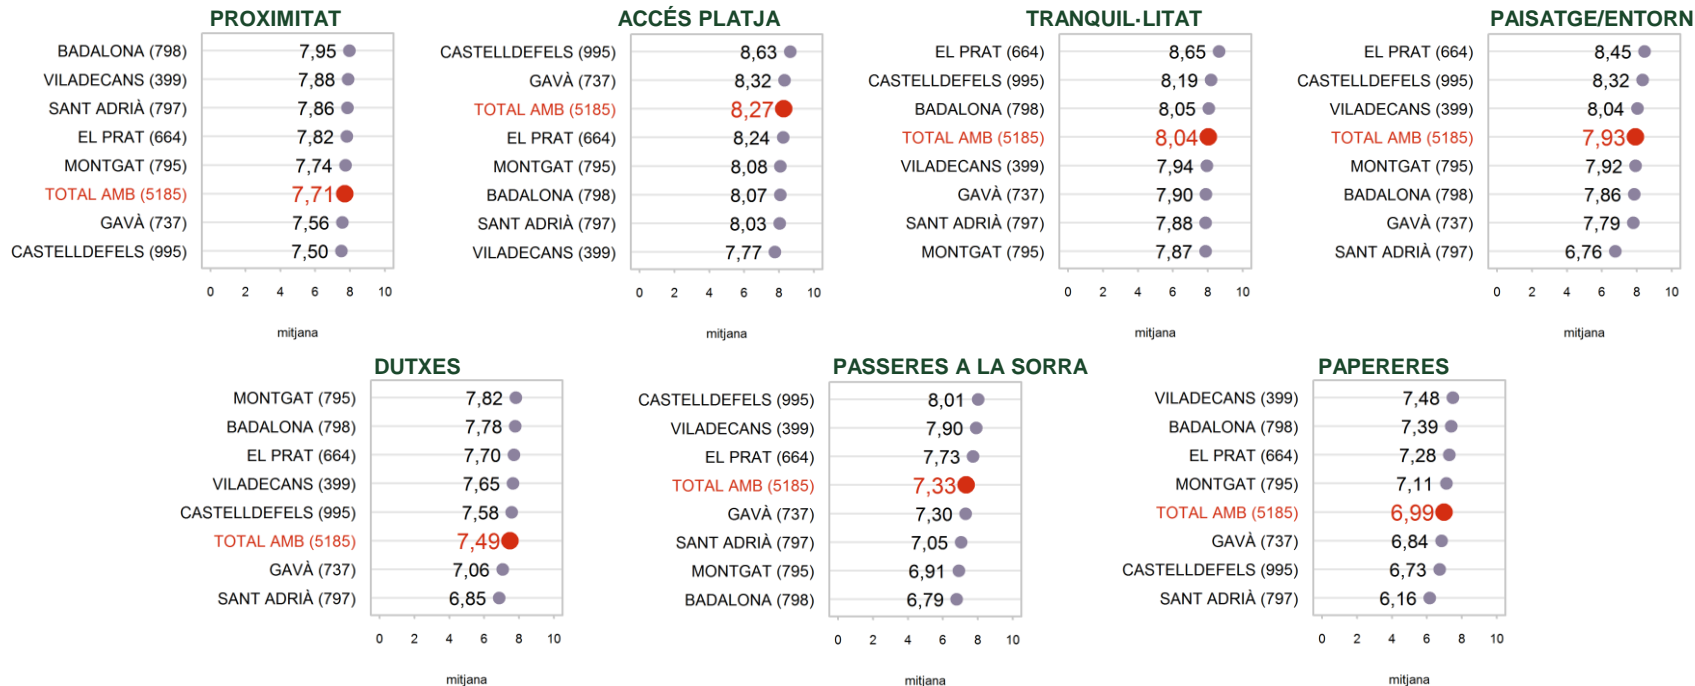 PROXIMITAT
BADALONA (798) 7,95
VILADECANS (399) 7,88
SANT ADRIÀ (797) 7,86
EL PRAT (664) 7,82
MONTGAT (795) 7,74
TOTAL AMB (5185) 7,71
GAVÀ (737) 7,56
CASTELLDEFELS (995) 7,50
0 2 4 6 8 10
mitjana
ACCÉS PLATJA
CASTELLDEFELS (995) 8,63
GAVÀ (737) 8,32
TOTAL AMB (5185) 8,27
EL PRAT (664) 8,24
MONTGAT (795) 8,08
BADALONA (798) 8,07
SANT ADRIÀ (797) 8,03
VILADECANS (399) 7,77
0 2 4 6 8 10
mitjana
TRANQUIL·LITAT
EL PRAT (664) 8,65
CASTELLDEFELS (995) 8,19
BADALONA (798) 8,05
TOTAL AMB (5185) 8,04
VILADECANS (399) 7,94
GAVÀ (737) 7,90
SANT ADRIÀ (797) 7,88
MONTGAT (795) 7,87
0 2 4 6 8 10
mitjana
PAISATGE/ENTORN
EL PRAT (664) 8,45
CASTELLDEFELS (995) 8,32
VILADECANS (399) 8,04
TOTAL AMB (5185) 7,93
MONTGAT (795) 7,92
BADALONA (798) 7,86
GAVÀ (737) 7,79
SANT ADRIÀ (797) 6,76
0 2 4 6 8 10
mitjana
DUTXES
MONTGAT (795) 7,82
BADALONA (798) 7,78
EL PRAT (664) 7,70
VILADECANS (399) 7,65
CASTELLDEFELS (995) 7,58
TOTAL AMB (5185) 7,49
GAVÀ (737) 7,06
SANT ADRIÀ (797) 6,85
0 2 4 6 8 10
mitjana
PASSERES A LA SORRA
CASTELLDEFELS (995) 8,01
VILADECANS (399) 7,90
EL PRAT (664) 7,73
TOTAL AMB (5185) 7,33
GAVÀ (737) 7,30
SANT ADRIÀ (797) 7,05
MONTGAT (795) 6,91
BADALONA (798) 6,79
0 2 4 6 8 10
mitjana
PAPERERES
VILADECANS (399) 7,48
BADALONA (798) 7,39
EL PRAT (664) 7,28
MONTGAT (795) 7,11
TOTAL AMB (5185) 6,99
GAVÀ (737) 6,84
CASTELLDEFELS (995) 6,73
SANT ADRIÀ (797) 6,16
0 2 4 6 8 10
mitjana